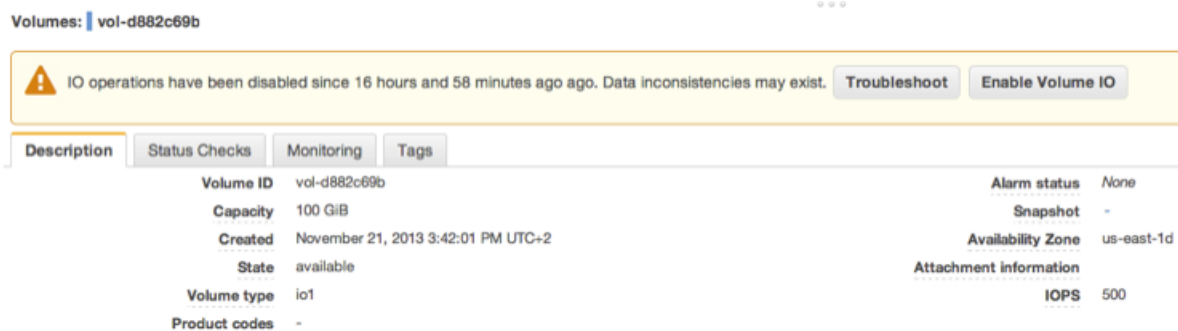 Volumes: vol-d882c69b
IO operations have been disabled since 16 hours and 58 minutes ago ago. Data inconsistencies may exist. Troubleshoot Enable Volume IO
Description Status Checks Monitoring Tags
Volume ID vol-d882c69b Alarm status None
Capacity 100 GiB Snapshot -
Created November 21, 2013 3:42:01 PM UTC+2 Availability Zone us-east-1d
State available Attachment information
Volume type io1 IOPS 500
Product codes -